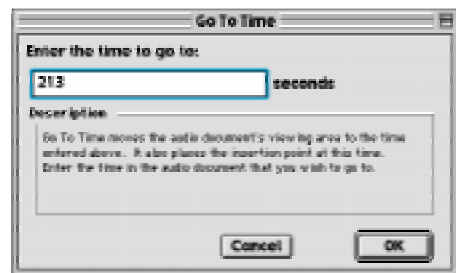 Go To Time
Enter the time to go to:
213 seconds
Description
Go To Time moves the audio document's viewing area to the time
entered above. It also places the insertion point at this time.
Enter the time in the audio document that you wish to go to.
Cancel OK